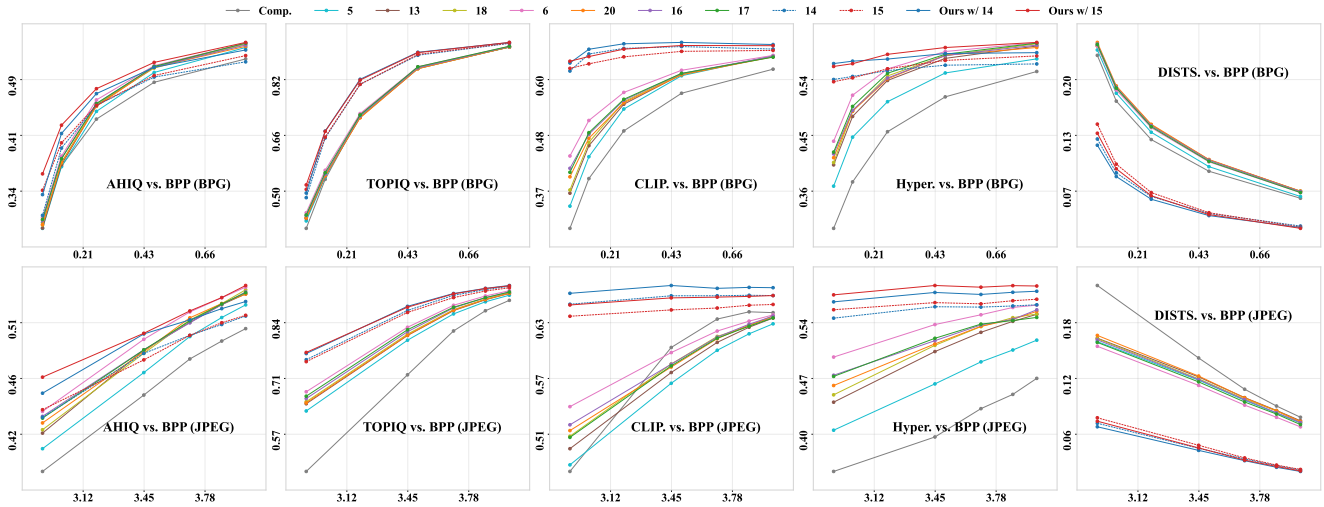 Comp. 5 13 18 6 20 16 17 14 15 Ours w/ 14 Ours w/ 15
0.49 0.41 0.34
AHIQ vs. BPP (BPG)
0.21 0.43 0.66
0.82 0.66 0.50
TOPIQ vs. BPP (BPG)
0.21 0.43 0.66
0.60 0.48 0.37
CLIP. vs. BPP (BPG)
0.21 0.43 0.66
0.54 0.45 0.36
Hyper. vs. BPP (BPG)
0.21 0.43 0.66
0.20 0.13 0.07
DISTS. vs. BPP (BPG)
0.21 0.43 0.66
0.51 0.46 0.42
AHIQ vs. BPP (JPEG)
3.12 3.45 3.78
0.84 0.71 0.57
TOPIQ vs. BPP (JPEG)
3.12 3.45 3.78
0.63 0.57 0.51
CLIP. vs. BPP (JPEG)
3.12 3.45 3.78
0.54 0.47 0.40
Hyper. vs. BPP (JPEG)
3.12 3.45 3.78
0.18 0.12 0.06
DISTS. vs. BPP (JPEG)
3.12 3.45 3.78